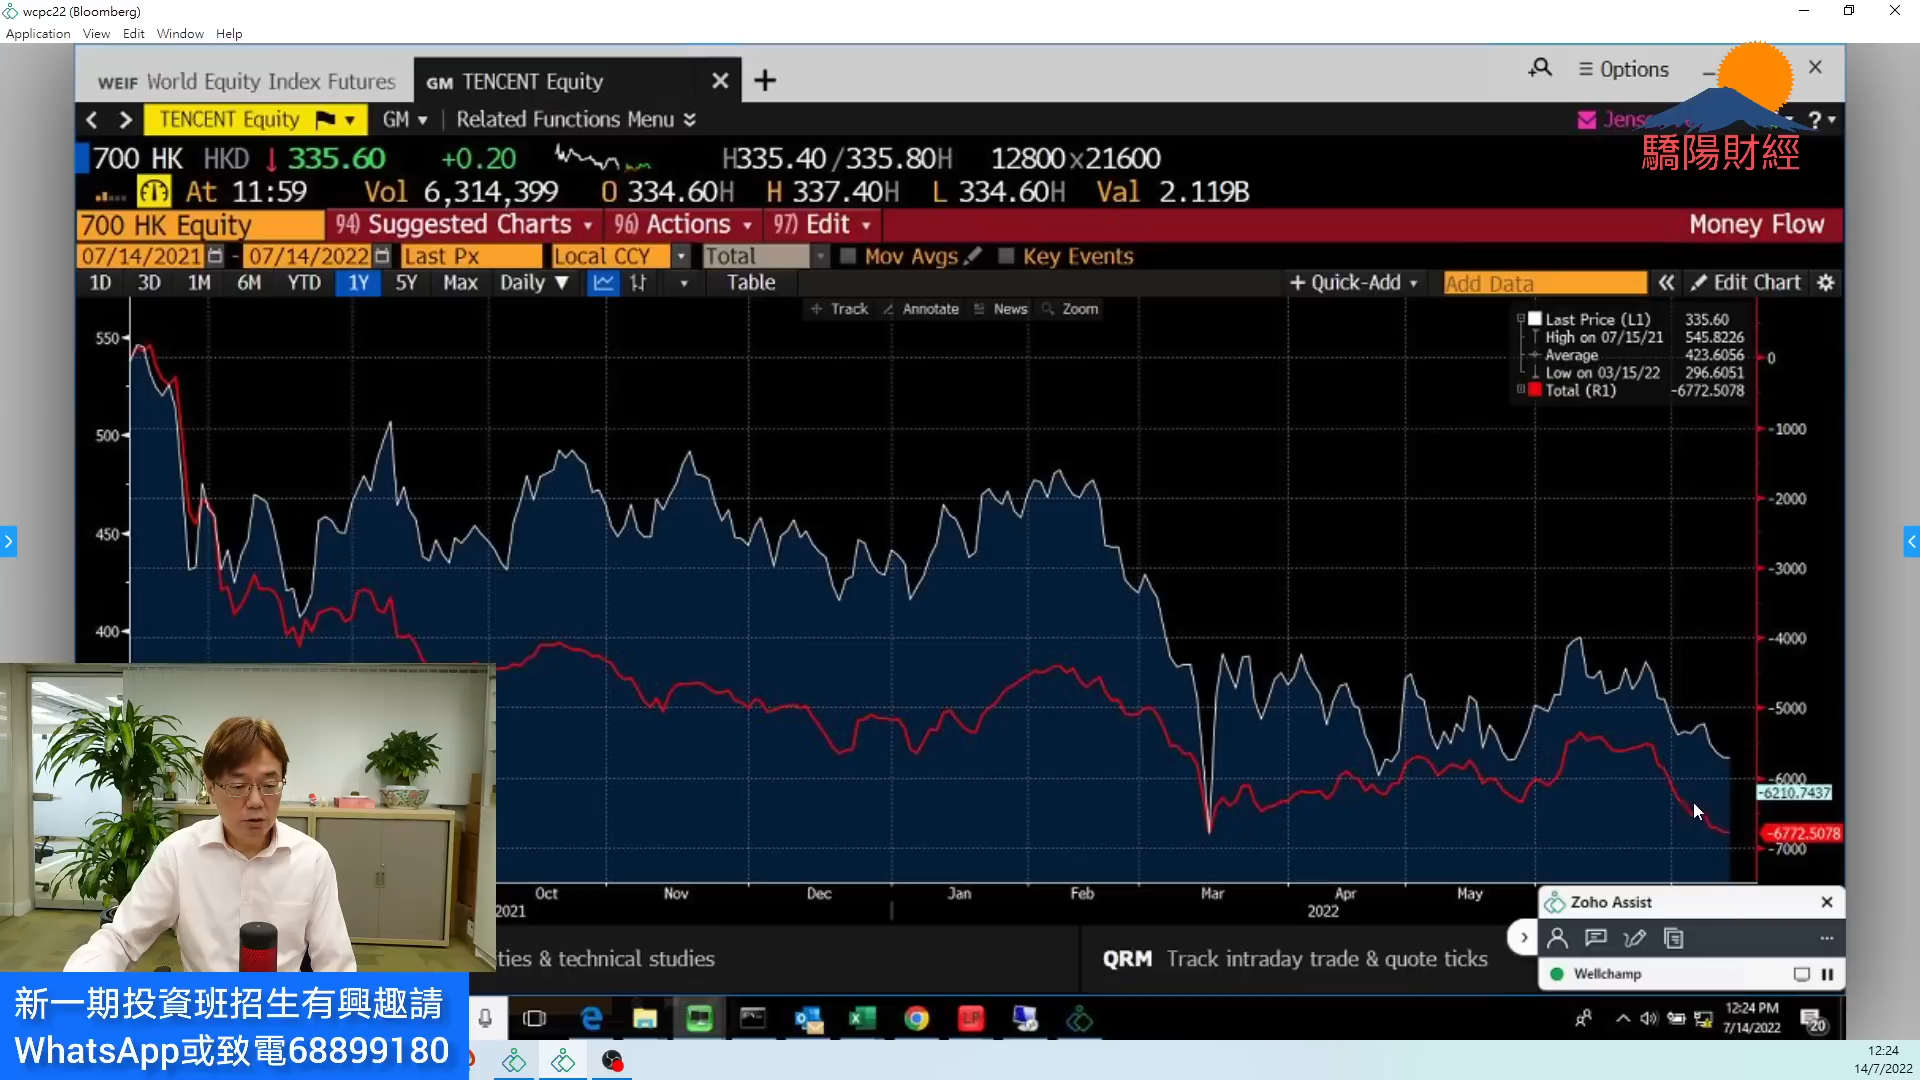 wcpc22 (Bloomberg)
Application View Edit Window Help
WEIF World Equity Index Futures GM TENCENT Equity
Options
TENCENT Equity GM Related Functions Menu
?
驕陽財經
700 HK HKD 335.60 +0.20 H335.40/335.80H 12800x21600
At 11:59 Vol 6,314,399 O 334.60H H 337.40H L 334.60H Val 2.119B
700 HK Equity 94) Suggested Charts 96) Actions 97) Edit Money Flow
07/14/2021 - 07/14/2022 Last Px Local CCY Total Mov Avgs Key Events
1D 3D 1M 6M YTD 1Y 5Y Max Daily Table + Quick-Add Add Data « Edit Chart
Track Annotate News Zoom
Last Price (L1) 335.60
High on 07/15/21 545.8226
Average 423.6056
Low on 03/15/22 296.6051
Total (R1) -6772.5078
550
500
450
400
0
-1000
-2000
-3000
-4000
-5000
-6000
-6210.7437
-6772.5078
-7000
Oct Nov Dec Jan Feb Mar Apr May
2021 2022
ties & technical studies QRM Track intraday trade & quote ticks
Zoho Assist
Wellchamp
12:24 PM
7/14/2022
20
新一期投資班招生有興趣請
WhatsApp或致電68899180
12:24
14/7/2022